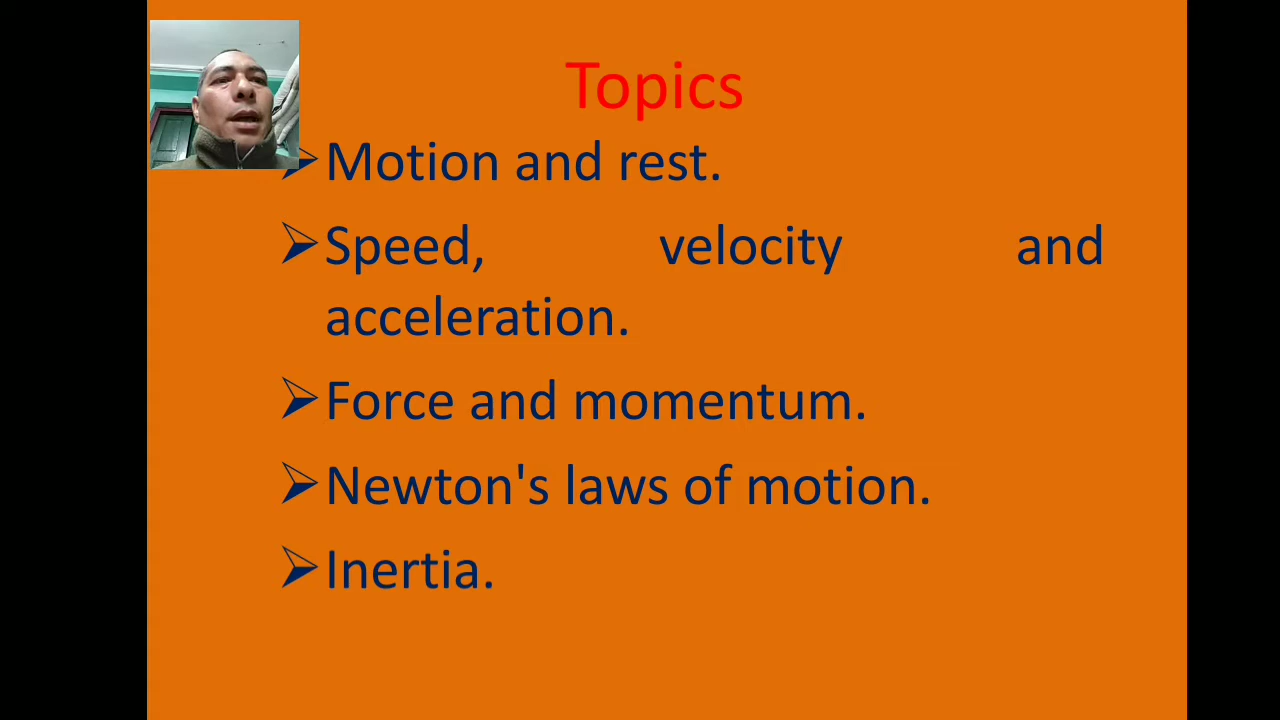 Topics
Motion and rest.
Speed, velocity and
acceleration.
Force and momentum.
Newton's laws of motion.
Inertia.